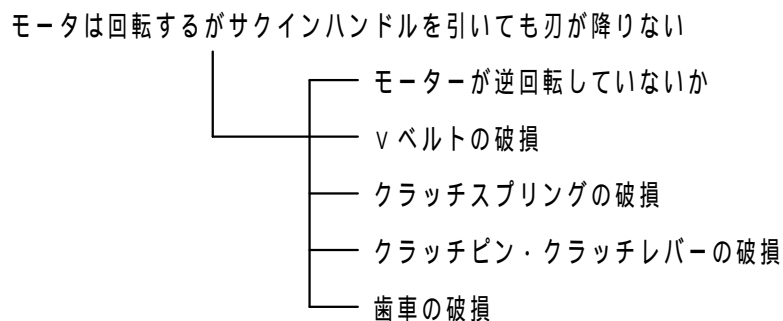 モータは回転するがサクインハンドルを引いても刃が降りない
モーターが逆回転していないか
Vベルトの破損
クラッチスプリングの破損
クラッチピン・クラッチレバーの破損
歯車の破損